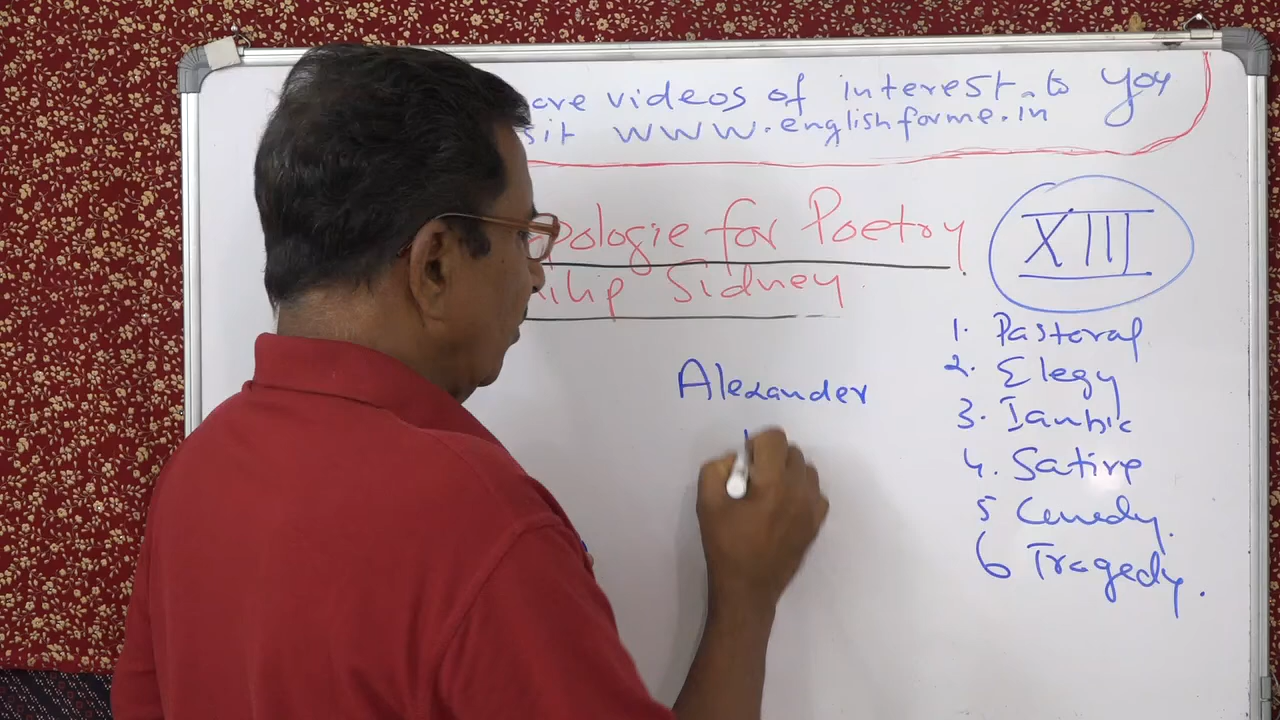 are videos of interest to you
sit www.englishforme.in
pologie for Poetry
ilip Sidney
XIII
1. Pastoral
2. Elegy
3. Iambic
4. Satire
5 Comedy.
6 Tragedy.
Alexander